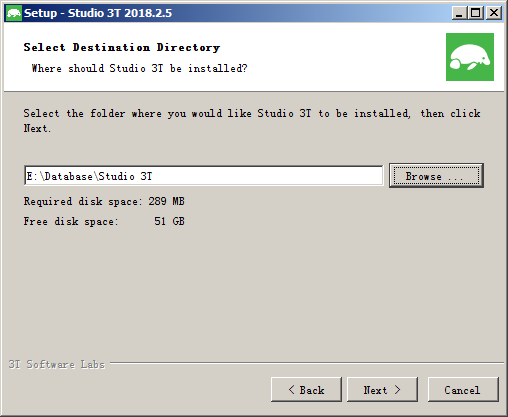 Setup - Studio 3T 2018.2.5
Select Destination Directory
Where should Studio 3T be installed?
Select the folder where you would like Studio 3T to be installed, then click
Next.
E:\Database\Studio 3T
Browse ...
Required disk space: 289 MB
Free disk space: 51 GB
3T Software Labs
< Back
Next >
Cancel